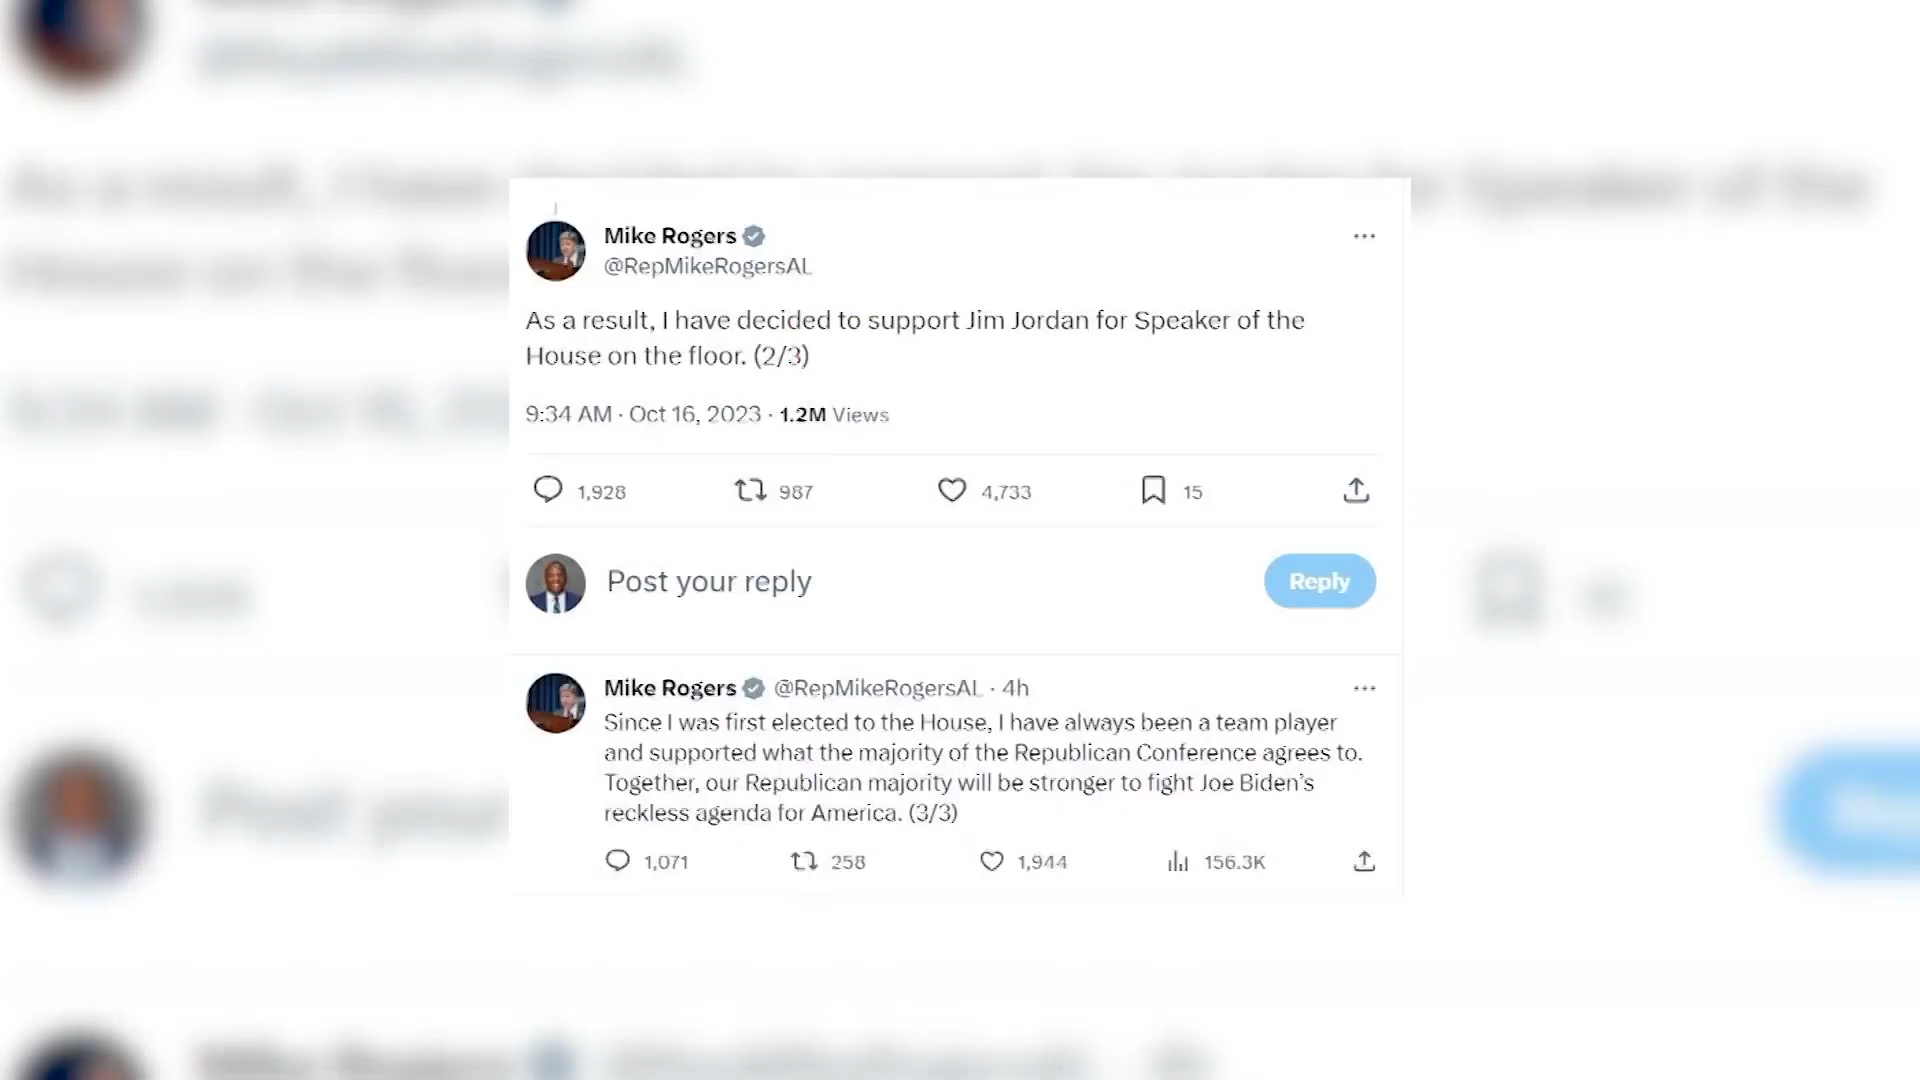 Mike Rogers
@RepMikeRogersAL
As a result, I have decided to support Jim Jordan for Speaker of the
House on the floor. (2/3)
9:34 AM · Oct 16, 2023 · 1.2M Views
1,928 987 4,733 15
Post your reply Reply
Mike Rogers @RepMikeRogersAL · 4h
Since I was first elected to the House, I have always been a team player
and supported what the majority of the Republican Conference agrees to.
Together, our Republican majority will be stronger to fight Joe Biden’s
reckless agenda for America. (3/3)
1,071 258 1,944 156.3K